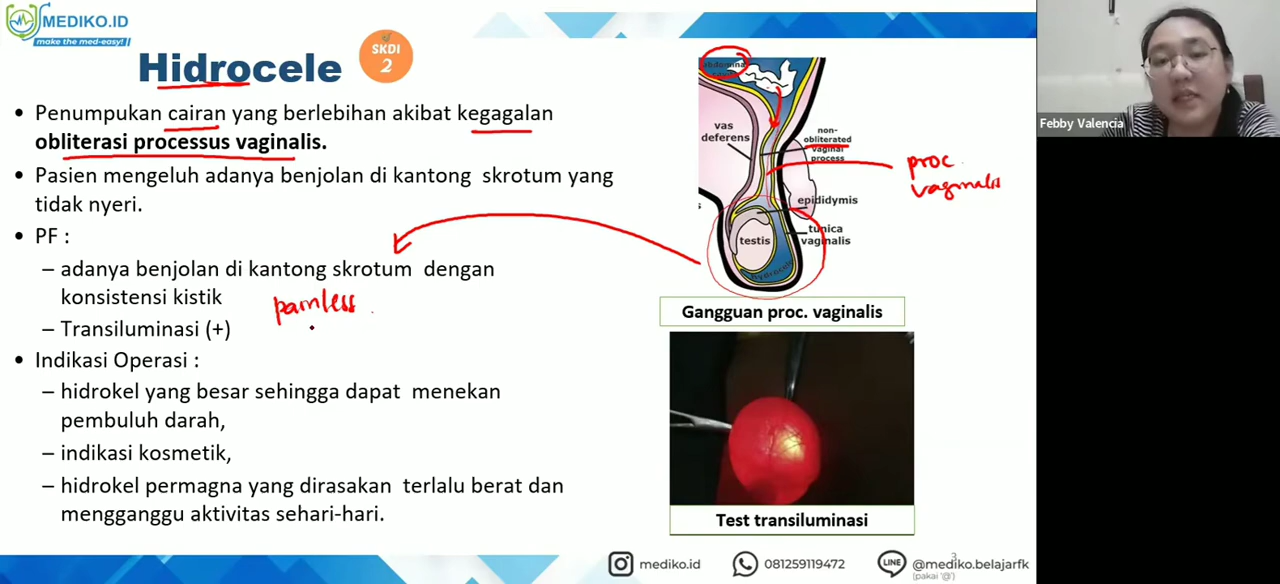 MEDIKO.ID
make the med-easy!
Hidrocele
SKDI
2
• Penumpukan cairan yang berlebihan akibat kegagalan
obliterasi processus vaginalis.
• Pasien mengeluh adanya benjolan di kantong skrotum yang
tidak nyeri.
• PF :
– adanya benjolan di kantong skrotum dengan
konsistensi kistik
painless
– Transiluminasi (+)
• Indikasi Operasi :
– hidrokel yang besar sehingga dapat menekan
pembuluh darah,
– indikasi kosmetik,
– hidrokel permagna yang dirasakan terlalu berat dan
mengganggu aktivitas sehari-hari.
vas
deferens
non-
obliterated
vaginal
process
proc
vaginalis
epididymis
tunica
vaginalis
testis
hydrocele
Gangguan proc. vaginalis
Test transiluminasi
mediko.id
081259119472
LINE
@mediko.belajarfk
(pakai '@')
3
Febby Valencia